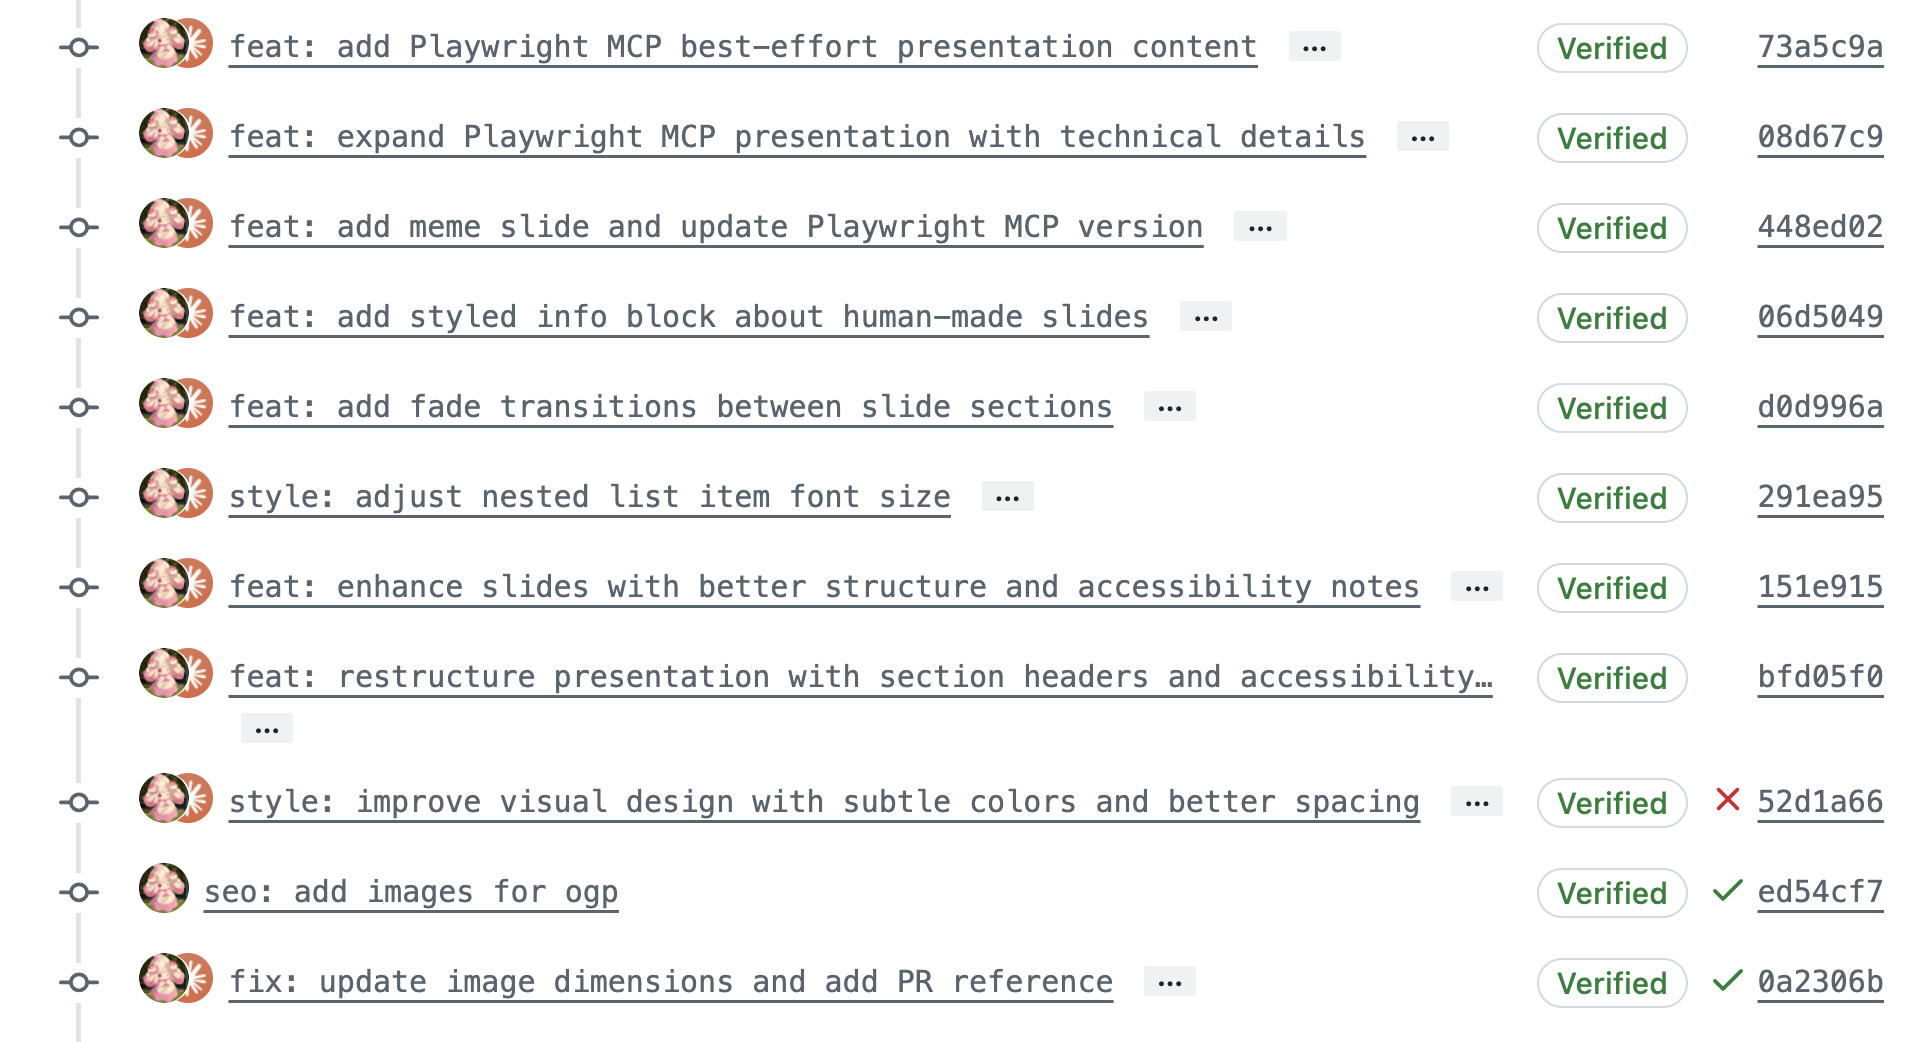 feat: add Playwright MCP best-effort presentation content ... Verified 73a5c9a
feat: expand Playwright MCP presentation with technical details ... Verified 08d67c9
feat: add meme slide and update Playwright MCP version ... Verified 448ed02
feat: add styled info block about human-made slides ... Verified 06d5049
feat: add fade transitions between slide sections ... Verified d0d996a
style: adjust nested list item font size ... Verified 291ea95
feat: enhance slides with better structure and accessibility notes ... Verified 151e915
feat: restructure presentation with section headers and accessibility… Verified bfd05f0
...
style: improve visual design with subtle colors and better spacing ... Verified 52d1a66
seo: add images for ogp Verified ed54cf7
fix: update image dimensions and add PR reference ... Verified 0a2306b